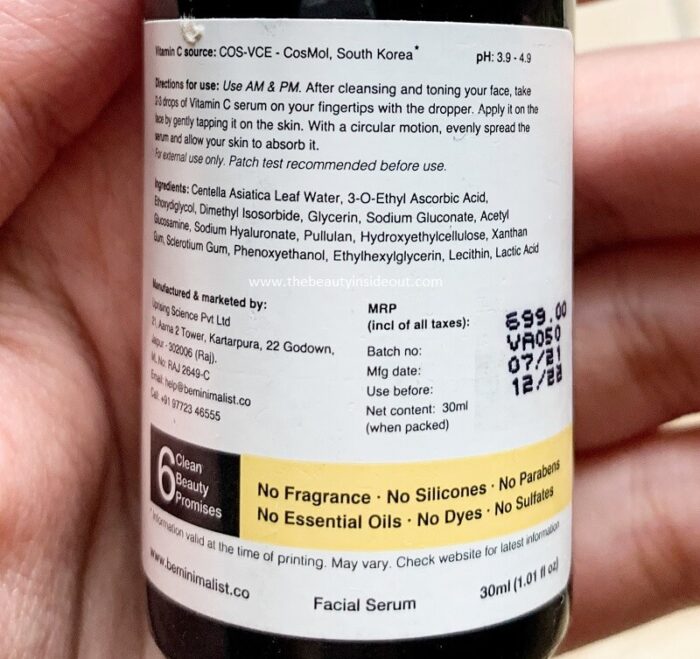 Vitamin C source: COS-VCE - CosMol, South Korea*
pH: 3.9 - 4.9
Directions for use: Use AM & PM. After cleansing and toning your face, take
2-3 drops of Vitamin C serum on your fingertips with the dropper. Apply it on the
face by gently tapping it on the skin. With a circular motion, evenly spread the
serum and allow your skin to absorb it.
For external use only. Patch test recommended before use.
Ingredients: Centella Asiatica Leaf Water, 3-O-Ethyl Ascorbic Acid,
Ethoxydiglycol, Dimethyl Isosorbide, Glycerin, Sodium Gluconate, Acetyl
Glucosamine, Sodium Hyaluronate, Pullulan, Hydroxyethylcellulose, Xanthan
Gum, Sclerotium Gum, Phenoxyethanol, Ethylhexylglycerin, Lecithin, Lactic Acid
www.thebeautyinsideout.com
Manufactured & marketed by:
Uprising Science Pvt Ltd
21, Aarna 2 Tower, Kartarpura, 22 Godown,
Jaipur - 302006 (Raj).
M. No: RAJ 2649-C
Email: help@beminimalist.co
Call: +91 97723 46555
MRP
(incl of all taxes): 699.00
Batch no: VA050
Mfg date: 07/21
Use before: 12/22
Net content: 30ml
(when packed)
6 Clean
Beauty
Promises
No Fragrance · No Silicones · No Parabens
No Essential Oils · No Dyes · No Sulfates
*Information valid at the time of printing. May vary. Check website for latest information
www.beminimalist.co
Facial Serum
30ml (1.01 fl oz)